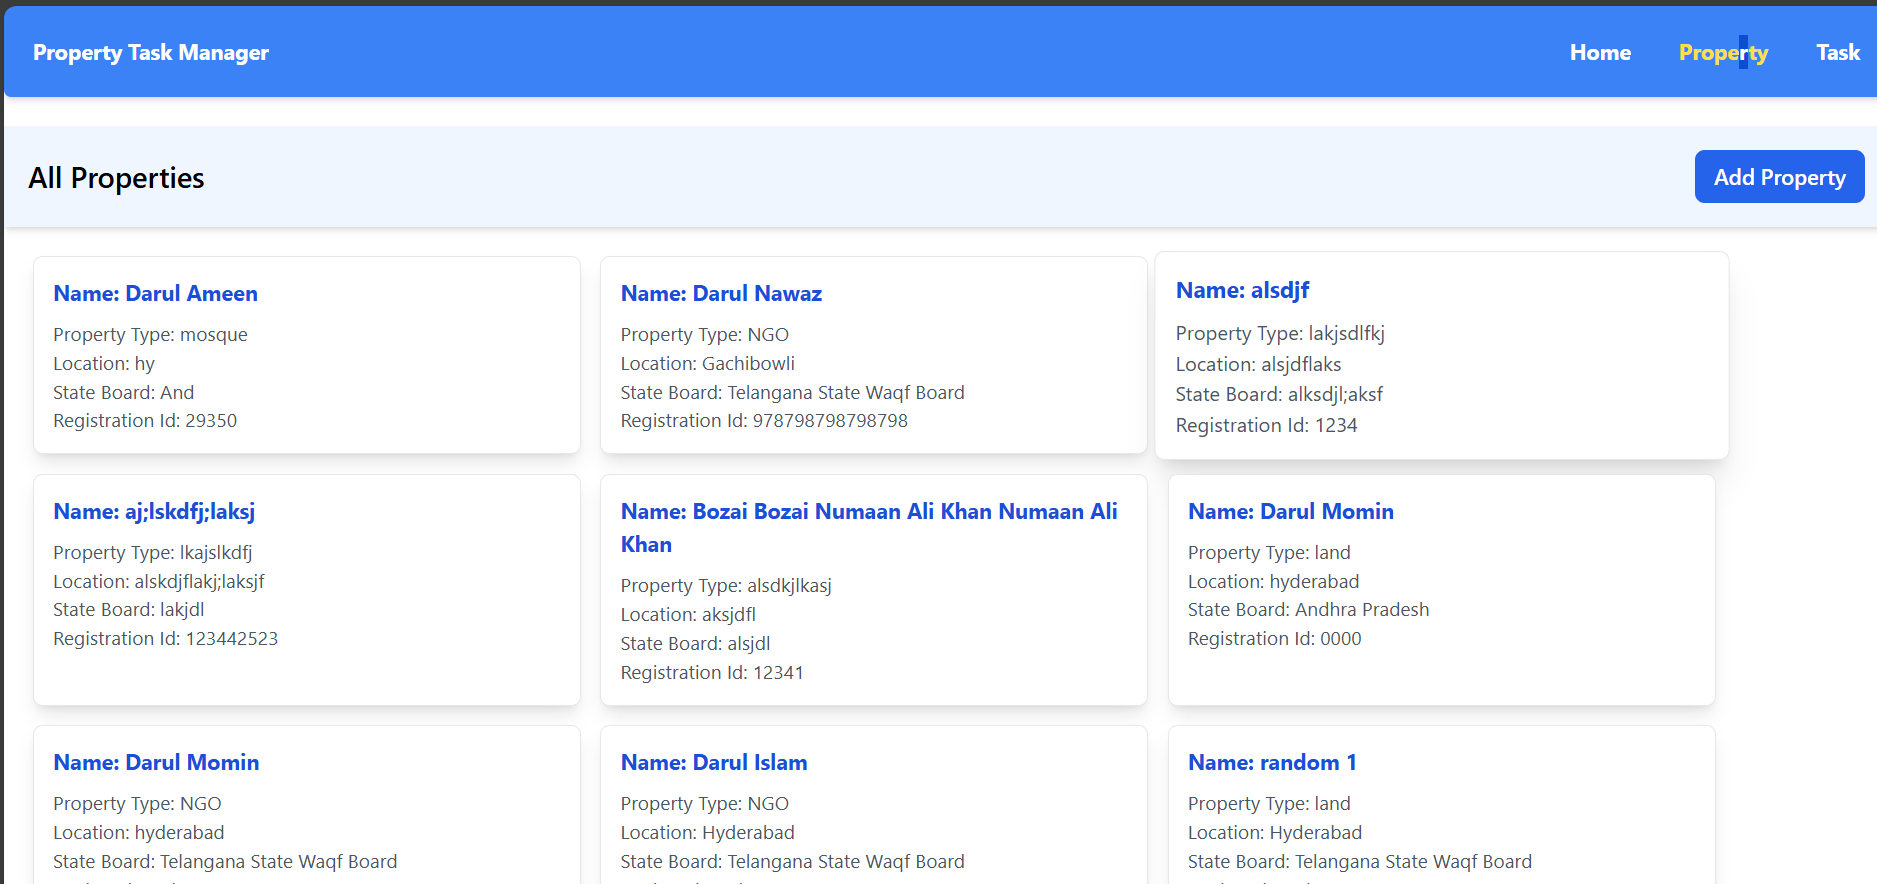 Property Task Manager
Home
Property
Task
All Properties
Add Property
Name: Darul Ameen
Property Type: mosque
Location: hy
State Board: And
Registration Id: 29350
Name: Darul Nawaz
Property Type: NGO
Location: Gachibowli
State Board: Telangana State Waqf Board
Registration Id: 978798798798798
Name: alsdjf
Property Type: lakjsdlfkj
Location: alsjdflaks
State Board: alksdjl;aksf
Registration Id: 1234
Name: aj;lskdfj;laksj
Property Type: lkajslkdfj
Location: alskdjflakj;laksjf
State Board: lakjdl
Registration Id: 123442523
Name: Bozai Bozai Numaan Ali Khan Numaan Ali
Khan
Property Type: alsdkjlkasj
Location: aksjdfl
State Board: alsjdl
Registration Id: 12341
Name: Darul Momin
Property Type: land
Location: hyderabad
State Board: Andhra Pradesh
Registration Id: 0000
Name: Darul Momin
Property Type: NGO
Location: hyderabad
State Board: Telangana State Waqf Board
Name: Darul Islam
Property Type: NGO
Location: Hyderabad
State Board: Telangana State Waqf Board
Name: random 1
Property Type: land
Location: Hyderabad
State Board: Telangana State Waqf Board